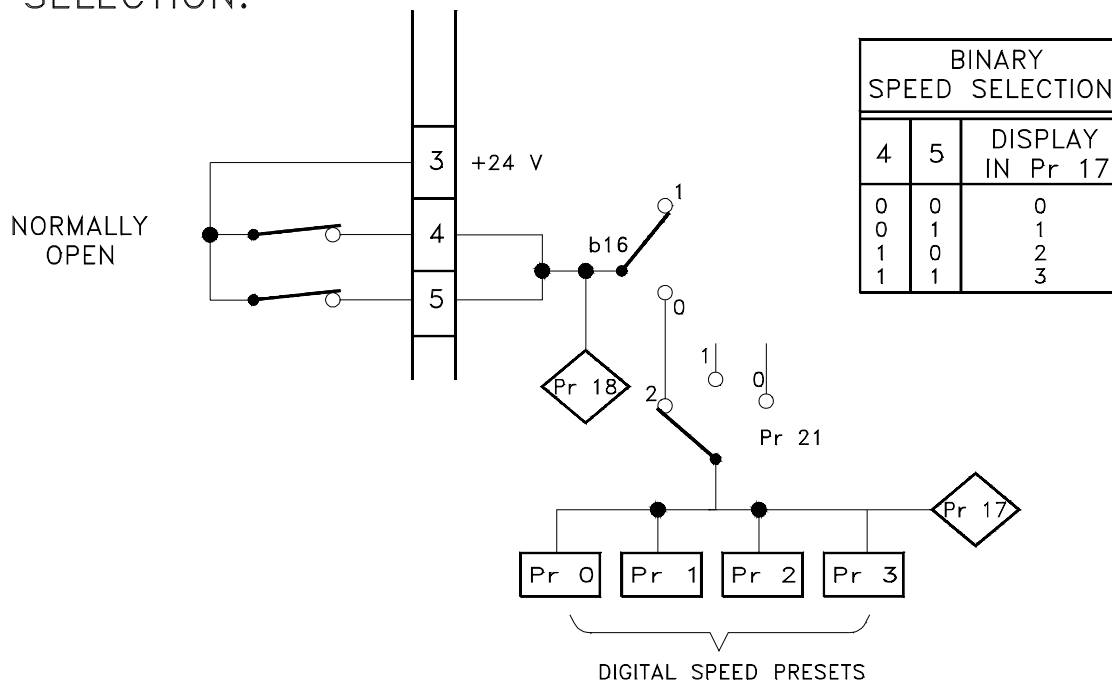 SELECTION.
BINARY
SPEED SELECTION
4 5 DISPLAY
IN Pr 17
0 0 0
0 1 1
1 0 2
1 1 3
3 +24 V
NORMALLY
OPEN
4
5
b16
1
0
Pr 18
2
1
0
Pr 21
Pr 17
Pr 0 Pr 1 Pr 2 Pr 3
DIGITAL SPEED PRESETS